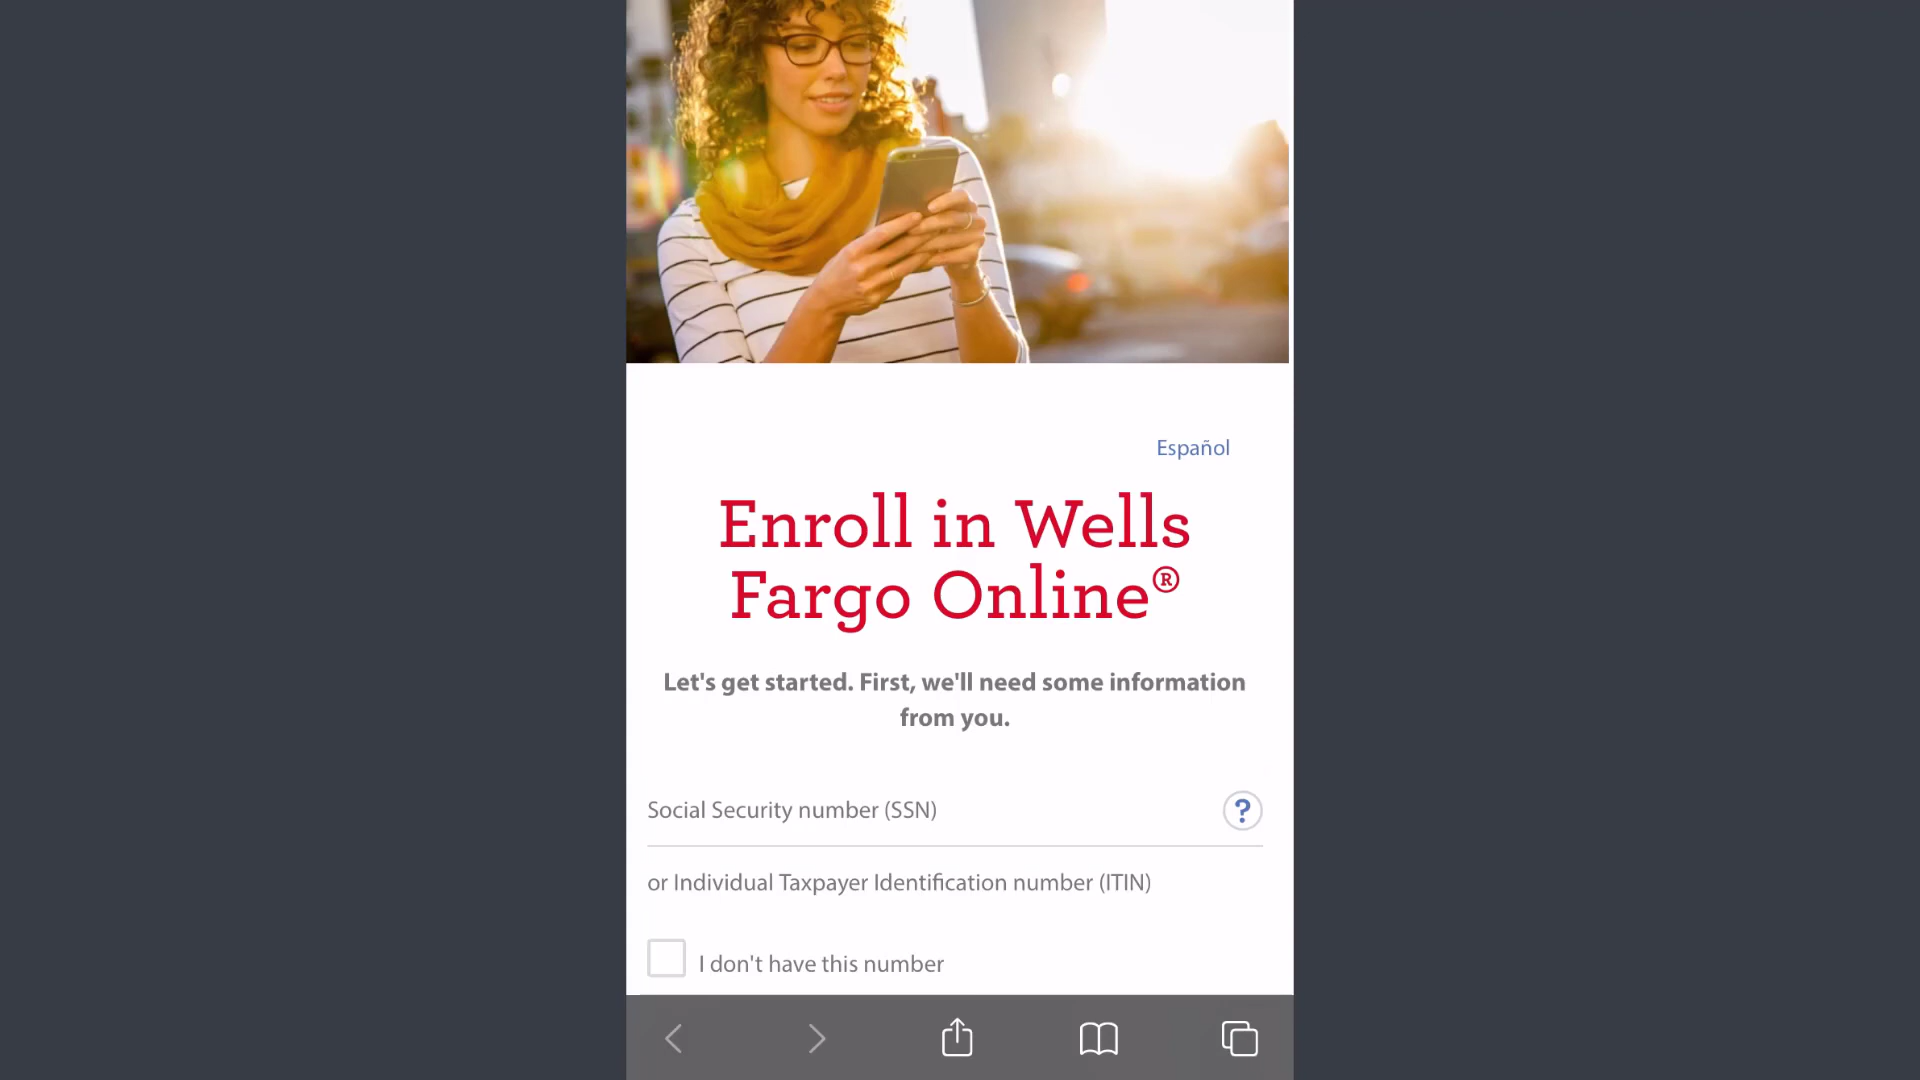 Español
Enroll in Wells
Fargo Online®
Let's get started. First, we'll need some information
from you.
Social Security number (SSN)
?
or Individual Taxpayer Identification number (ITIN)
I don't have this number